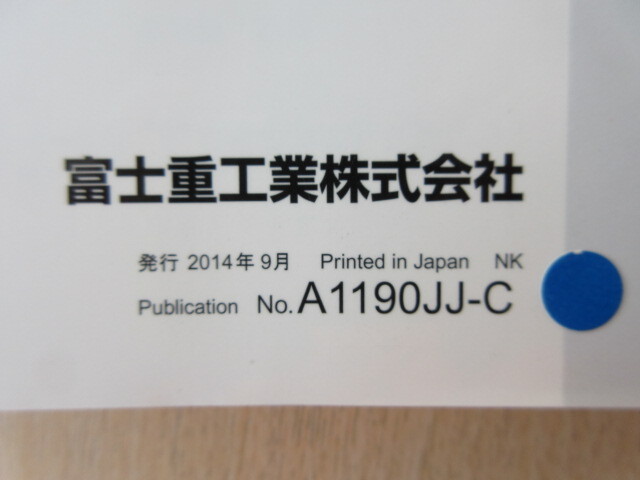 富士重工業株式会社
発行 2014年9月 Printed in Japan NK
Publication No. A1190JJ-C